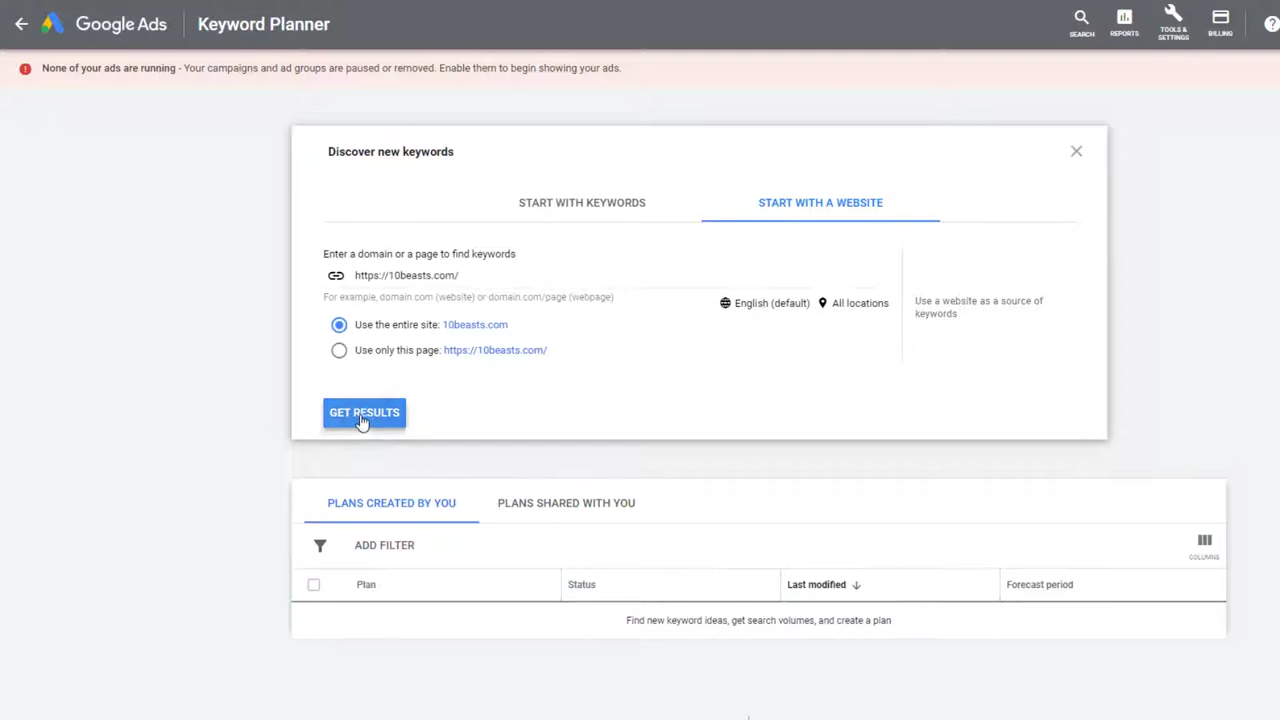 Google Ads Keyword Planner
SEARCH REPORTS TOOLS & SETTINGS BILLING
None of your ads are running - Your campaigns and ad groups are paused or removed. Enable them to begin showing your ads.
Discover new keywords
START WITH KEYWORDS START WITH A WEBSITE
Enter a domain or a page to find keywords
https://10beasts.com/
For example, domain.com (website) or domain.com/page (webpage)
English (default) All locations
Use a website as a source of
keywords
Use the entire site: 10beasts.com
Use only this page: https://10beasts.com/
GET RESULTS
PLANS CREATED BY YOU PLANS SHARED WITH YOU
ADD FILTER
COLUMNS
Plan Status Last modified Forecast period
Find new keyword ideas, get search volumes, and create a plan